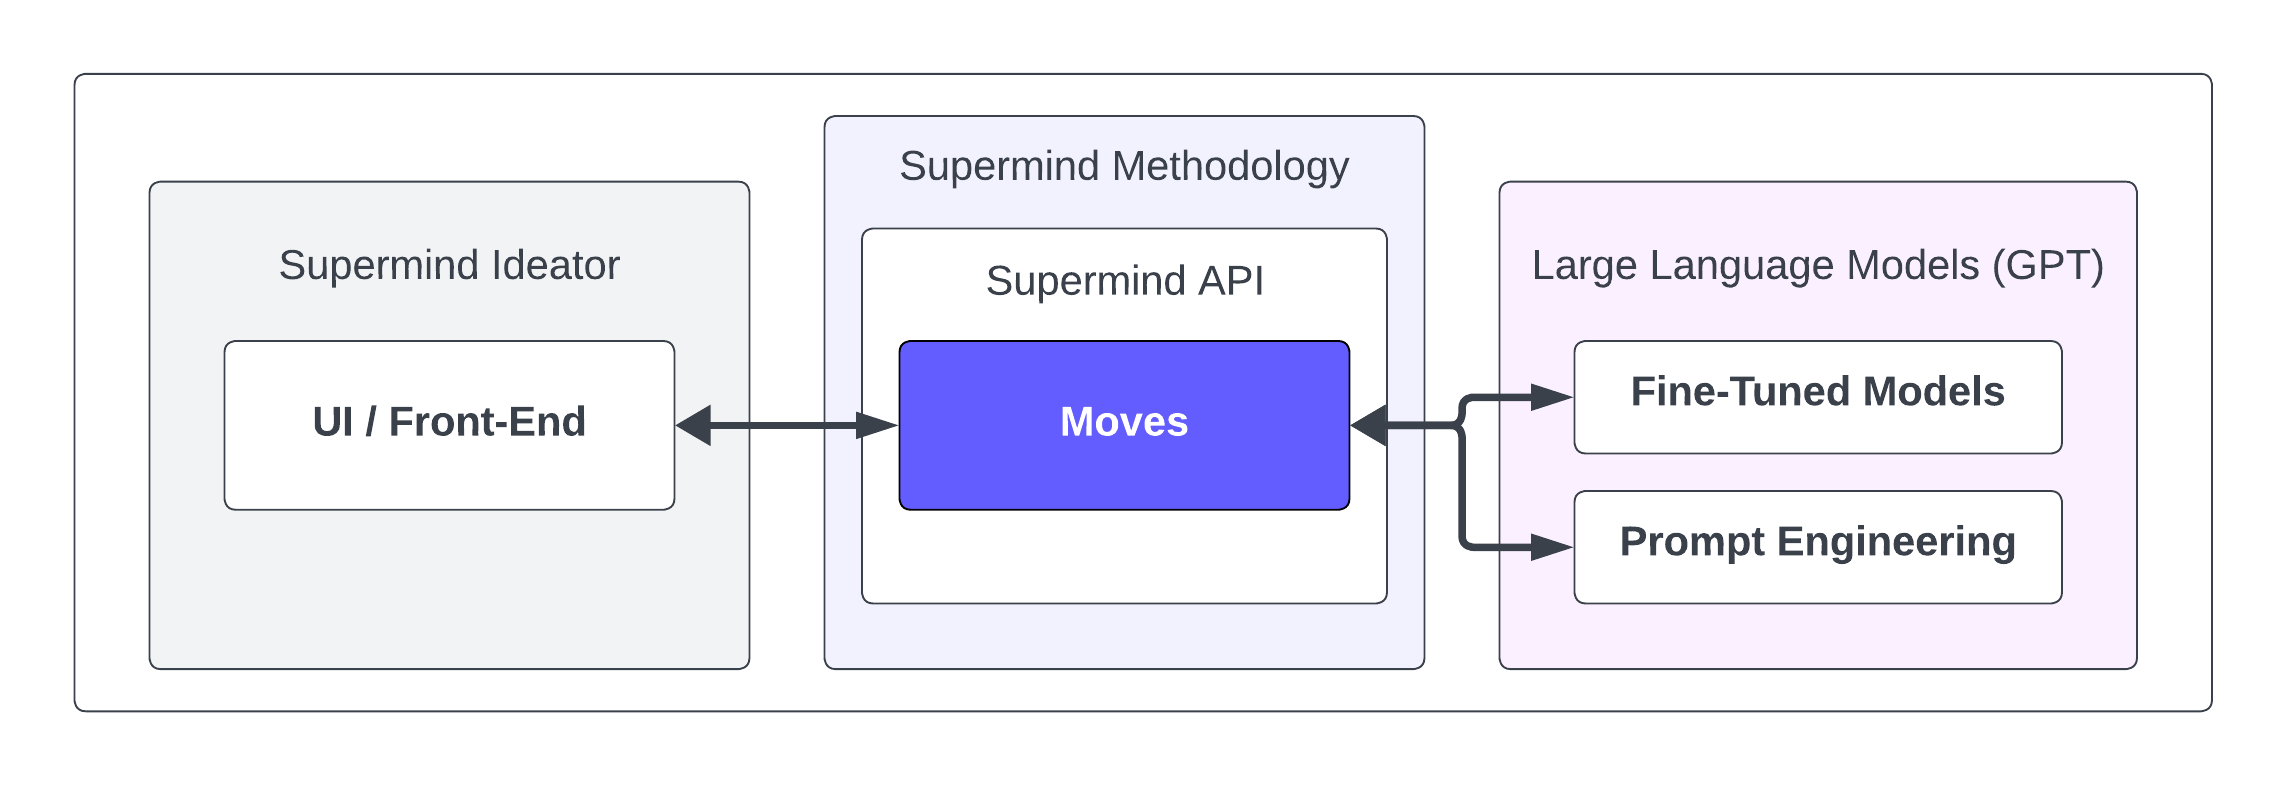 Supermind Ideator
UI / Front-End
Supermind Methodology
Supermind API
Moves
Large Language Models (GPT)
Fine-Tuned Models
Prompt Engineering